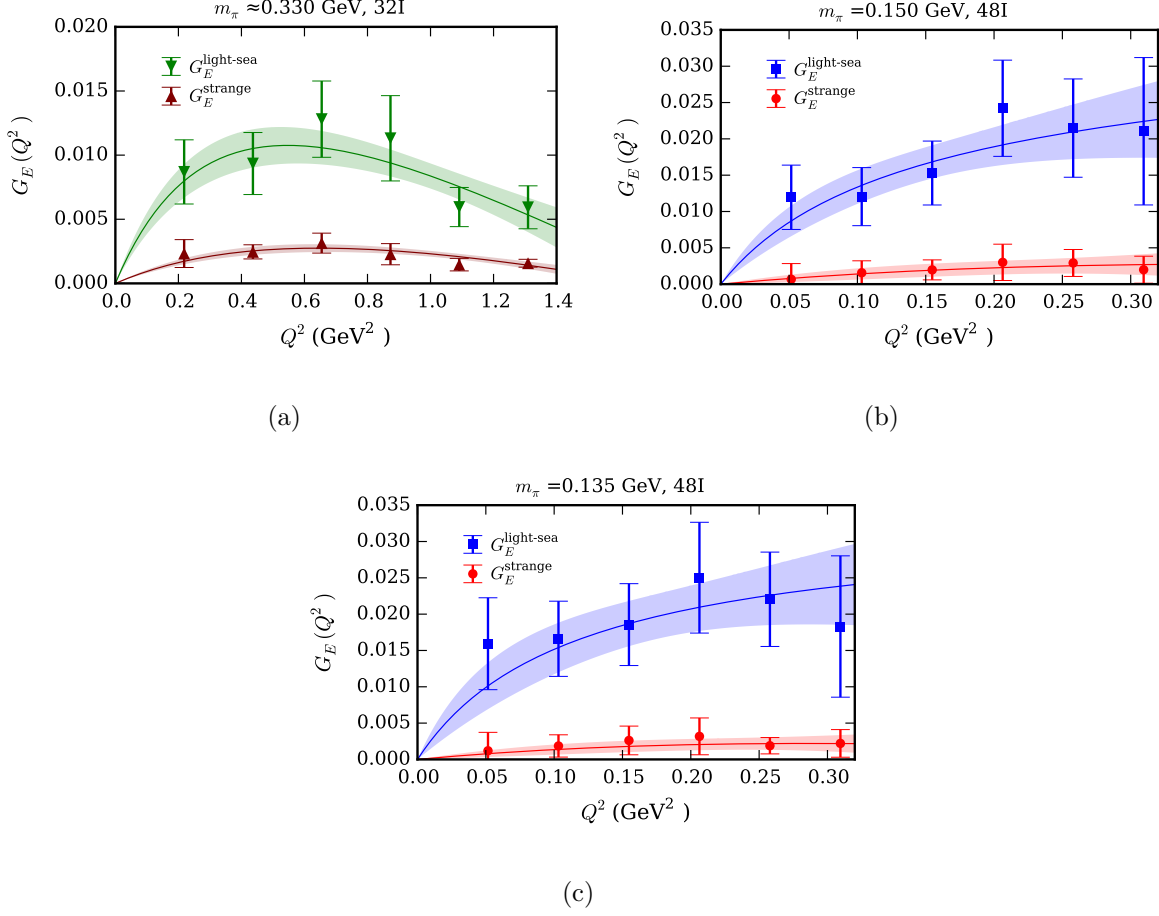 m_π ≈0.330 GeV, 32I
0.020
0.015
0.010
0.005
0.000
G_E (Q^2)
G_E^light-sea
G_E^strange
0.0 0.2 0.4 0.6 0.8 1.0 1.2 1.4
Q^2 (GeV^2 )
(a)
m_π =0.150 GeV, 48I
0.035
0.030
0.025
0.020
0.015
0.010
0.005
0.000
G_E (Q^2)
G_E^light-sea
G_E^strange
0.00 0.05 0.10 0.15 0.20 0.25 0.30
Q^2 (GeV^2 )
(b)
m_π =0.135 GeV, 48I
0.035
0.030
0.025
0.020
0.015
0.010
0.005
0.000
G_E (Q^2)
G_E^light-sea
G_E^strange
0.00 0.05 0.10 0.15 0.20 0.25 0.30
Q^2 (GeV^2 )
(c)